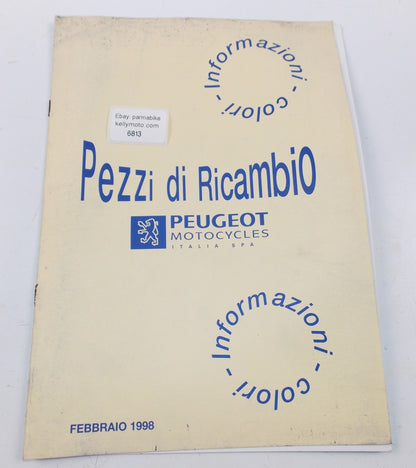 Informazioni - colori -
Ebay. parmabike
kellymoto.com
6813
Pezzi di Ricambio
PEUGEOT
MOTOCYCLES
ITALIA SPA
Informazioni - colori -
FEBBRAIO 1998